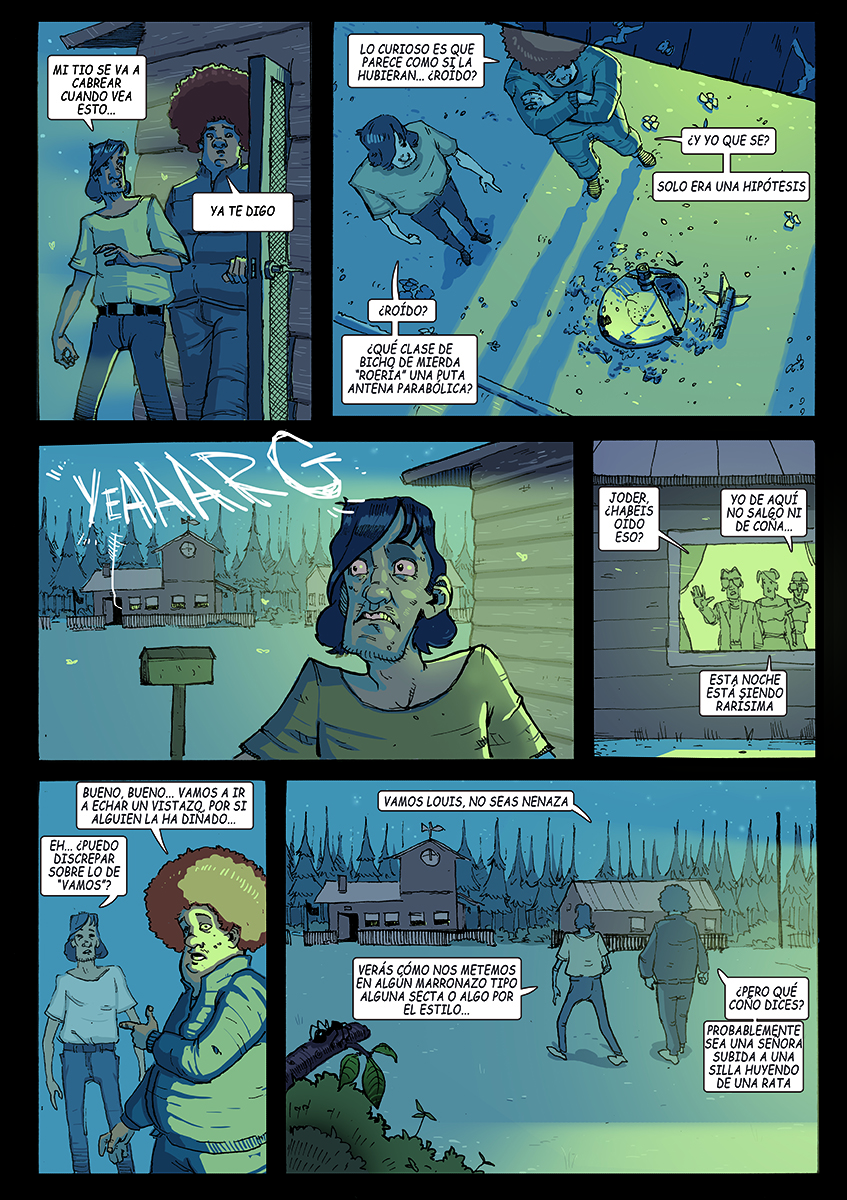 MI TIO SE VA A
CABREAR
CUANDO VEA
ESTO...
YA TE DIGO
LO CURIOSO ES QUE
PARECE COMO SI LA
HUBIERAN... ¿ROÍDO?
¿Y YO QUE SE?
SOLO ERA UNA HIPÓTESIS
¿ROÍDO?
¿QUÉ CLASE DE
BICHO DE MIERDA
"ROERÍA" UNA PUTA
ANTENA PARABÓLICA?
YEAAARG
JODER,
¿HABEIS
OÍDO
ESO?
YO DE AQUÍ
NO SALGO NI
DE COÑA...
ESTA NOCHE
ESTÁ SIENDO
RARÍSIMA
BUENO, BUENO... VAMOS A IR
A ECHAR UN VISTAZO, POR SI
ALGUIEN LA HA DIÑADO...
EH... ¿PUEDO
DISCREPAR
SOBRE LO DE
"VAMOS"?
VAMOS LOUIS, NO SEAS NENAZA
VERÁS CÓMO NOS METEMOS
EN ALGÚN MARRONAZO TIPO
ALGUNA SECTA O ALGO POR
EL ESTILO...
¿PERO QUÉ
COÑO DICES?
PROBABLEMENTE
SEA UNA SEÑORA
SUBIDA A UNA
SILLA HUYENDO
DE UNA RATA